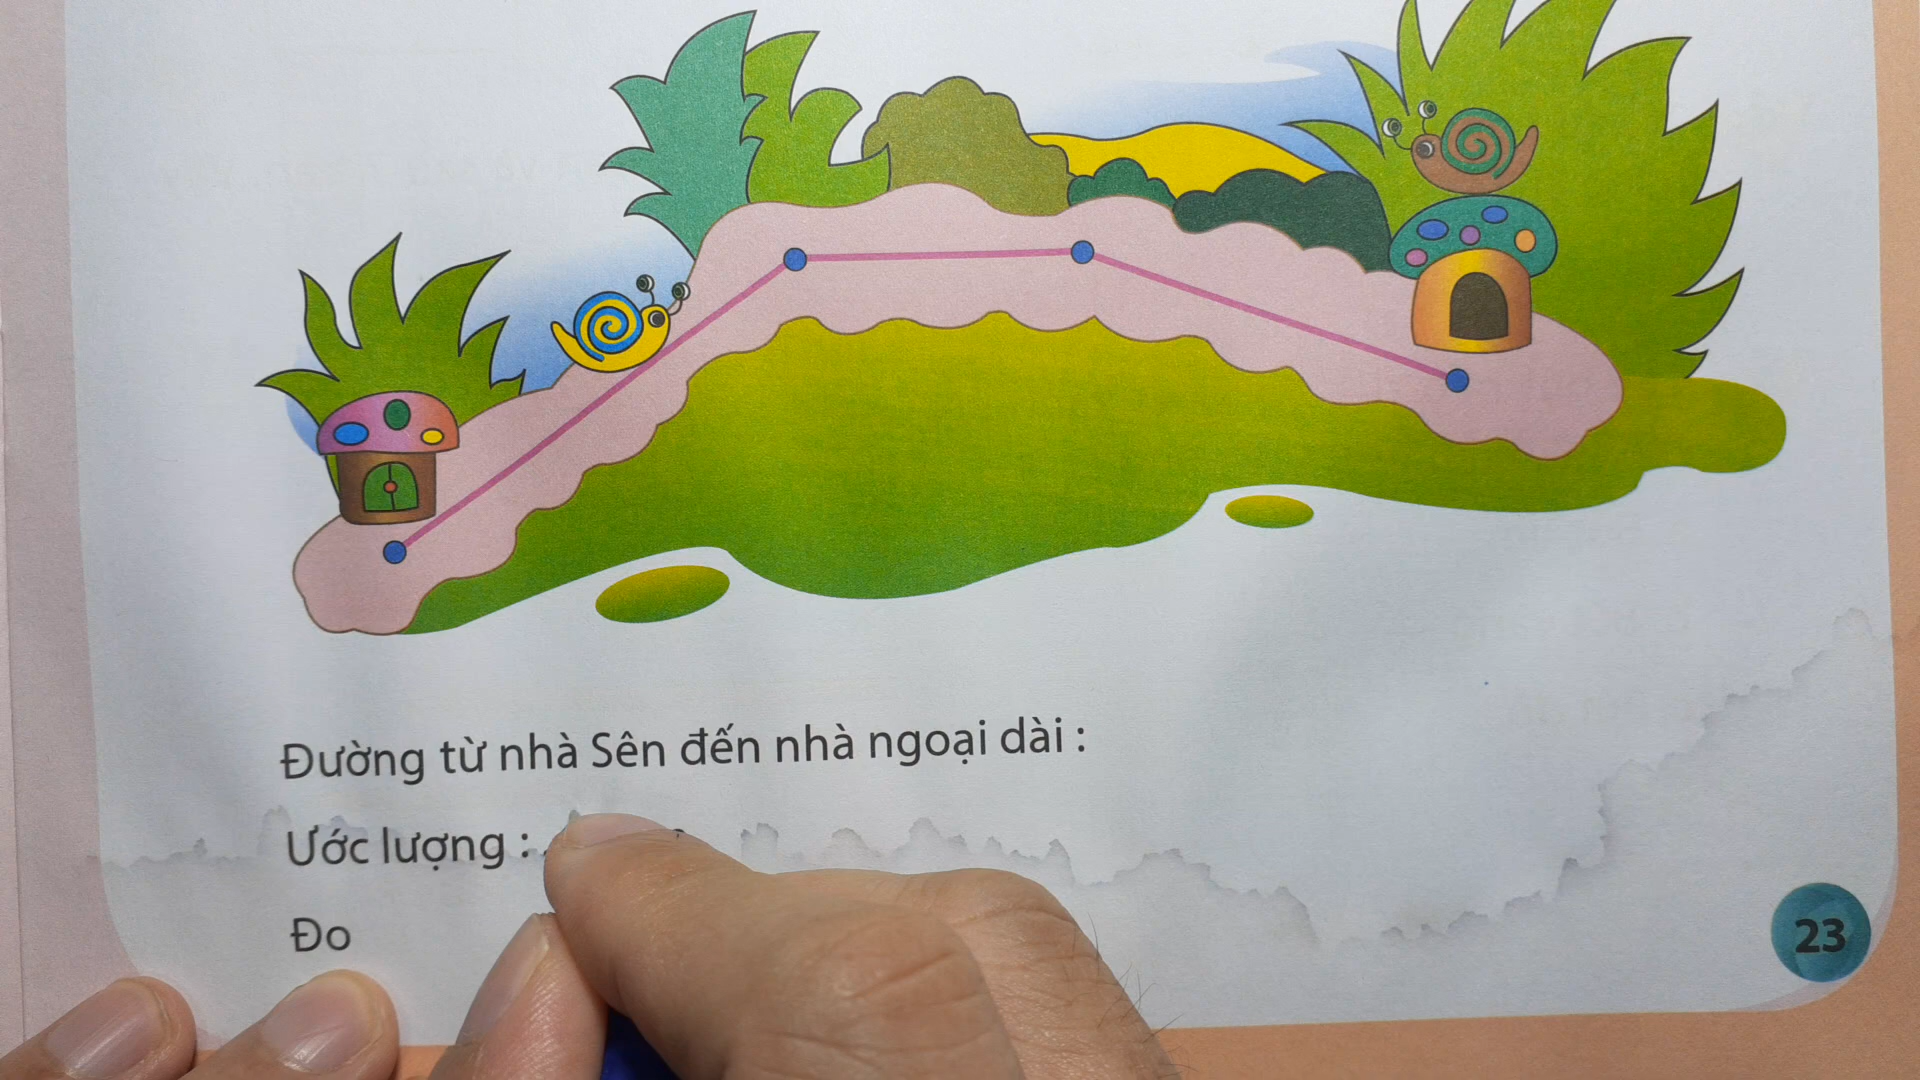 Đường từ nhà Sên đến nhà ngoại dài :
Ước lượng :
Đo
23